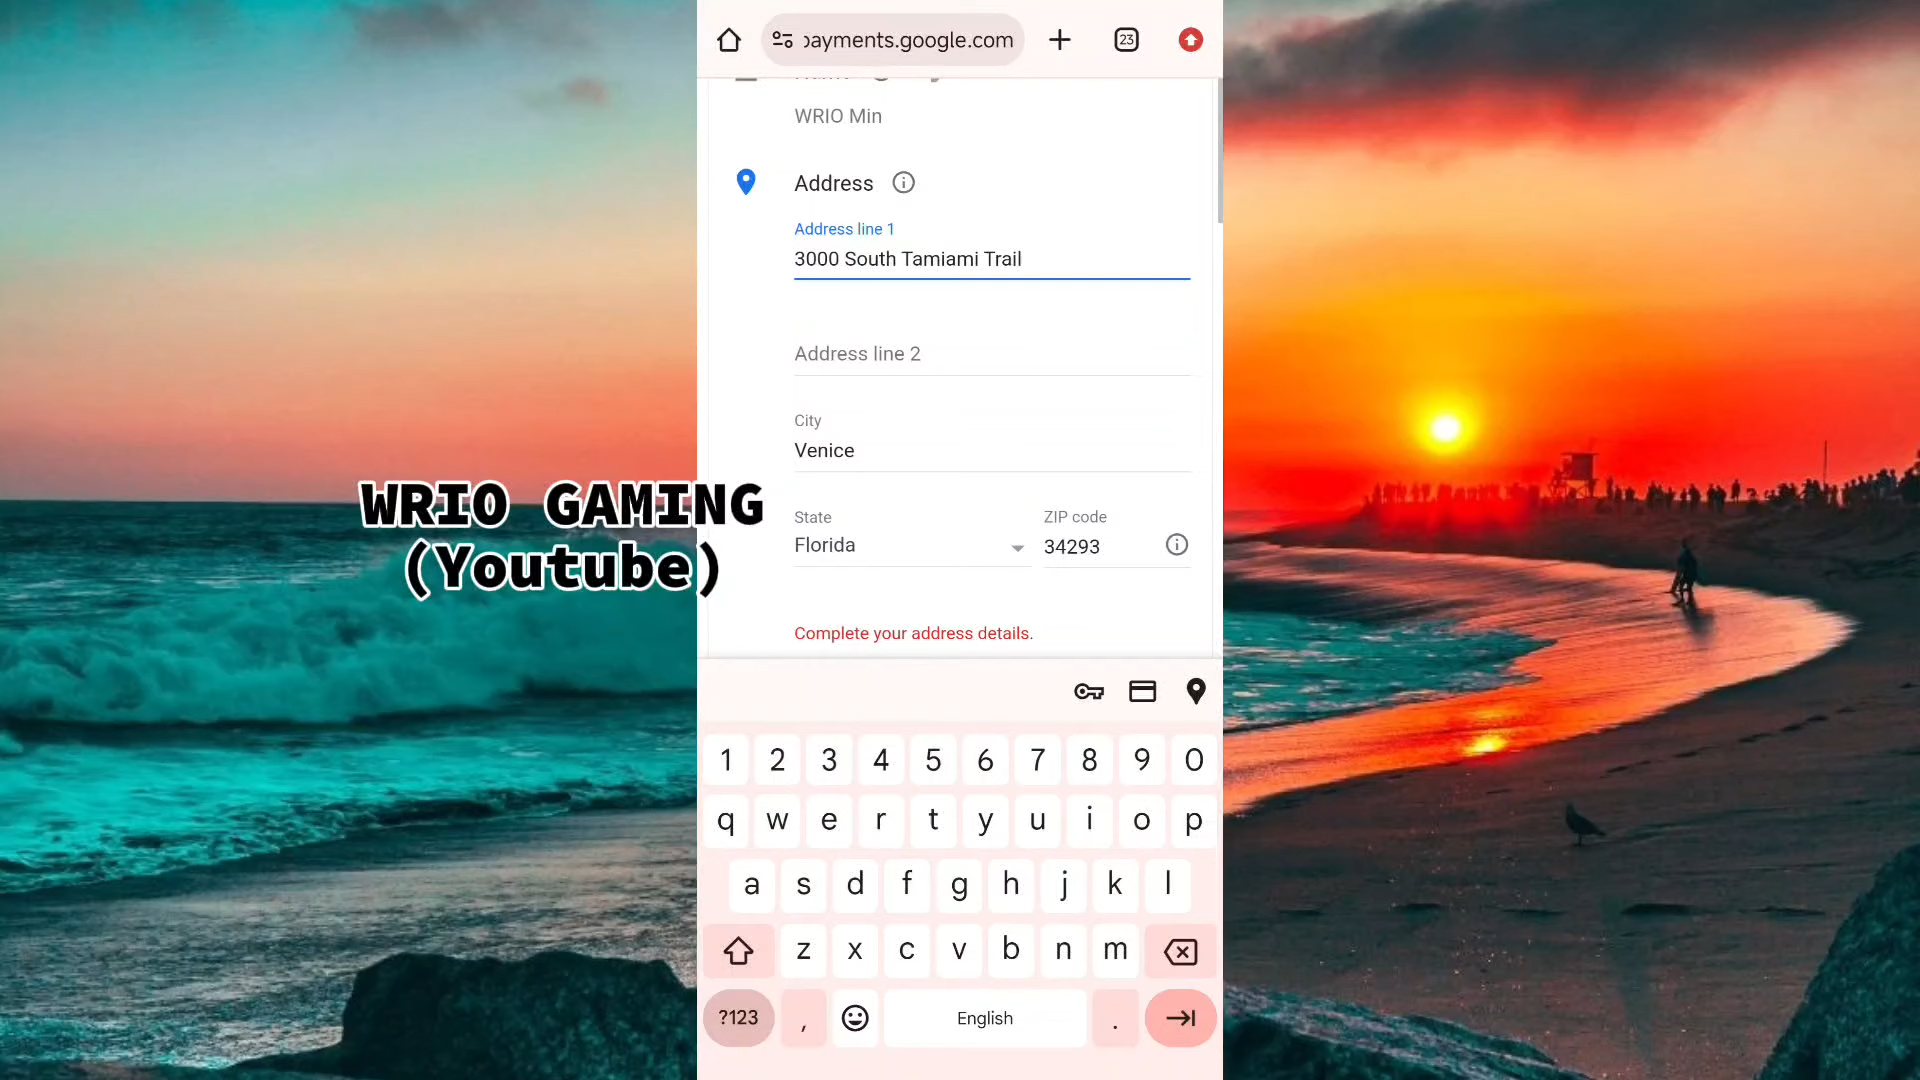 payments.google.com
23
WRIO Min
Address
Address line 1
3000 South Tamiami Trail
Address line 2
City
Venice
State
Florida
ZIP code
34293
Complete your address details.
WRIO GAMING
(Youtube)
1 2 3 4 5 6 7 8 9 0
q w e r t y u i o p
a s d f g h j k l
z x c v b n m
?123 , English .